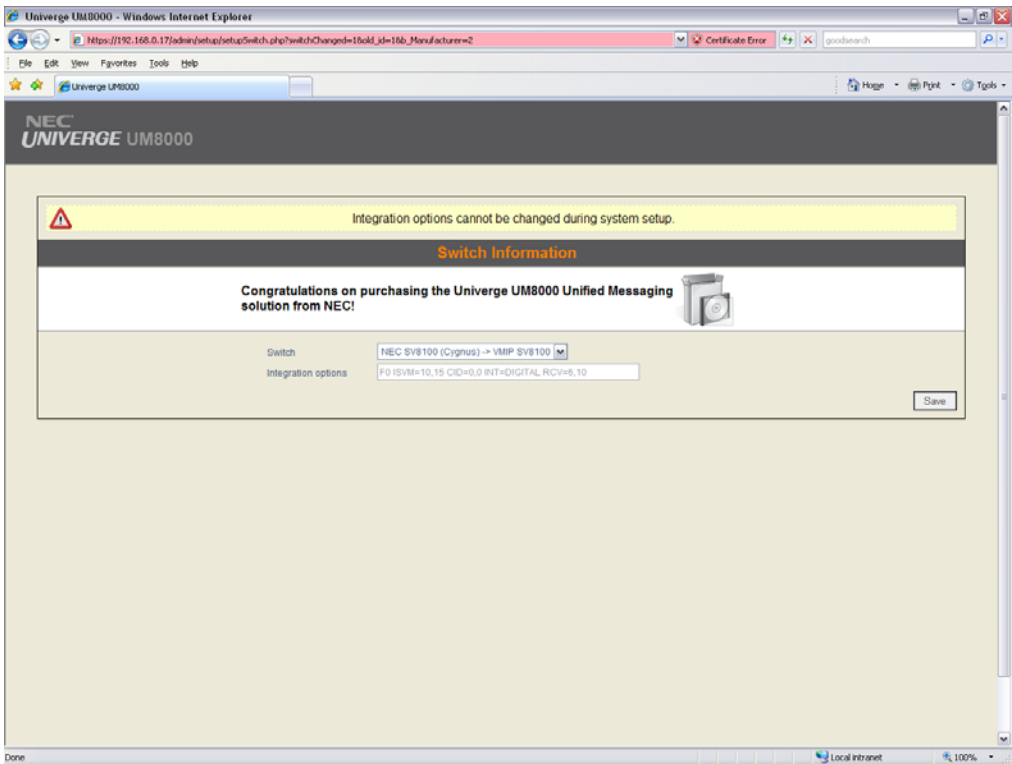 Univerge UM8000 - Windows Internet Explorer
https://192.168.0.17/admin/setup/setupSwitch.php?switchChanged=1&old_id=1&b_Manufacturer=2
Certificate Error
goodsearch
File Edit View Favorites Tools Help
Univerge UM8000
Home Print Tools
NEC
UNIVERGE UM8000
Integration options cannot be changed during system setup.
Switch Information
Congratulations on purchasing the Univerge UM8000 Unified Messaging
solution from NEC!
Switch NEC SV8100 (Cygnus) -> VMIP SV8100
Integration options F0 ISVM=10,15 CID=0,0 INT=DIGITAL RCV=6,10
Save
Done Local intranet 100%